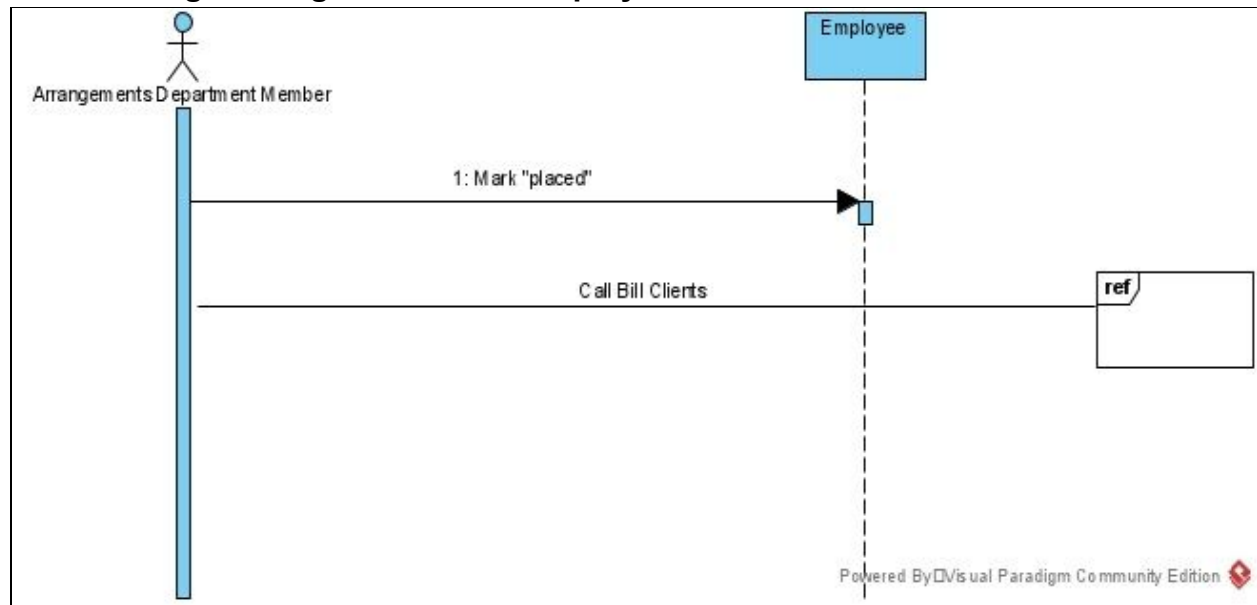 Employee
Arrangements Department Member
1: Mark "placed"
Call Bill Clients
ref
Powered By Visual Paradigm Community Edition